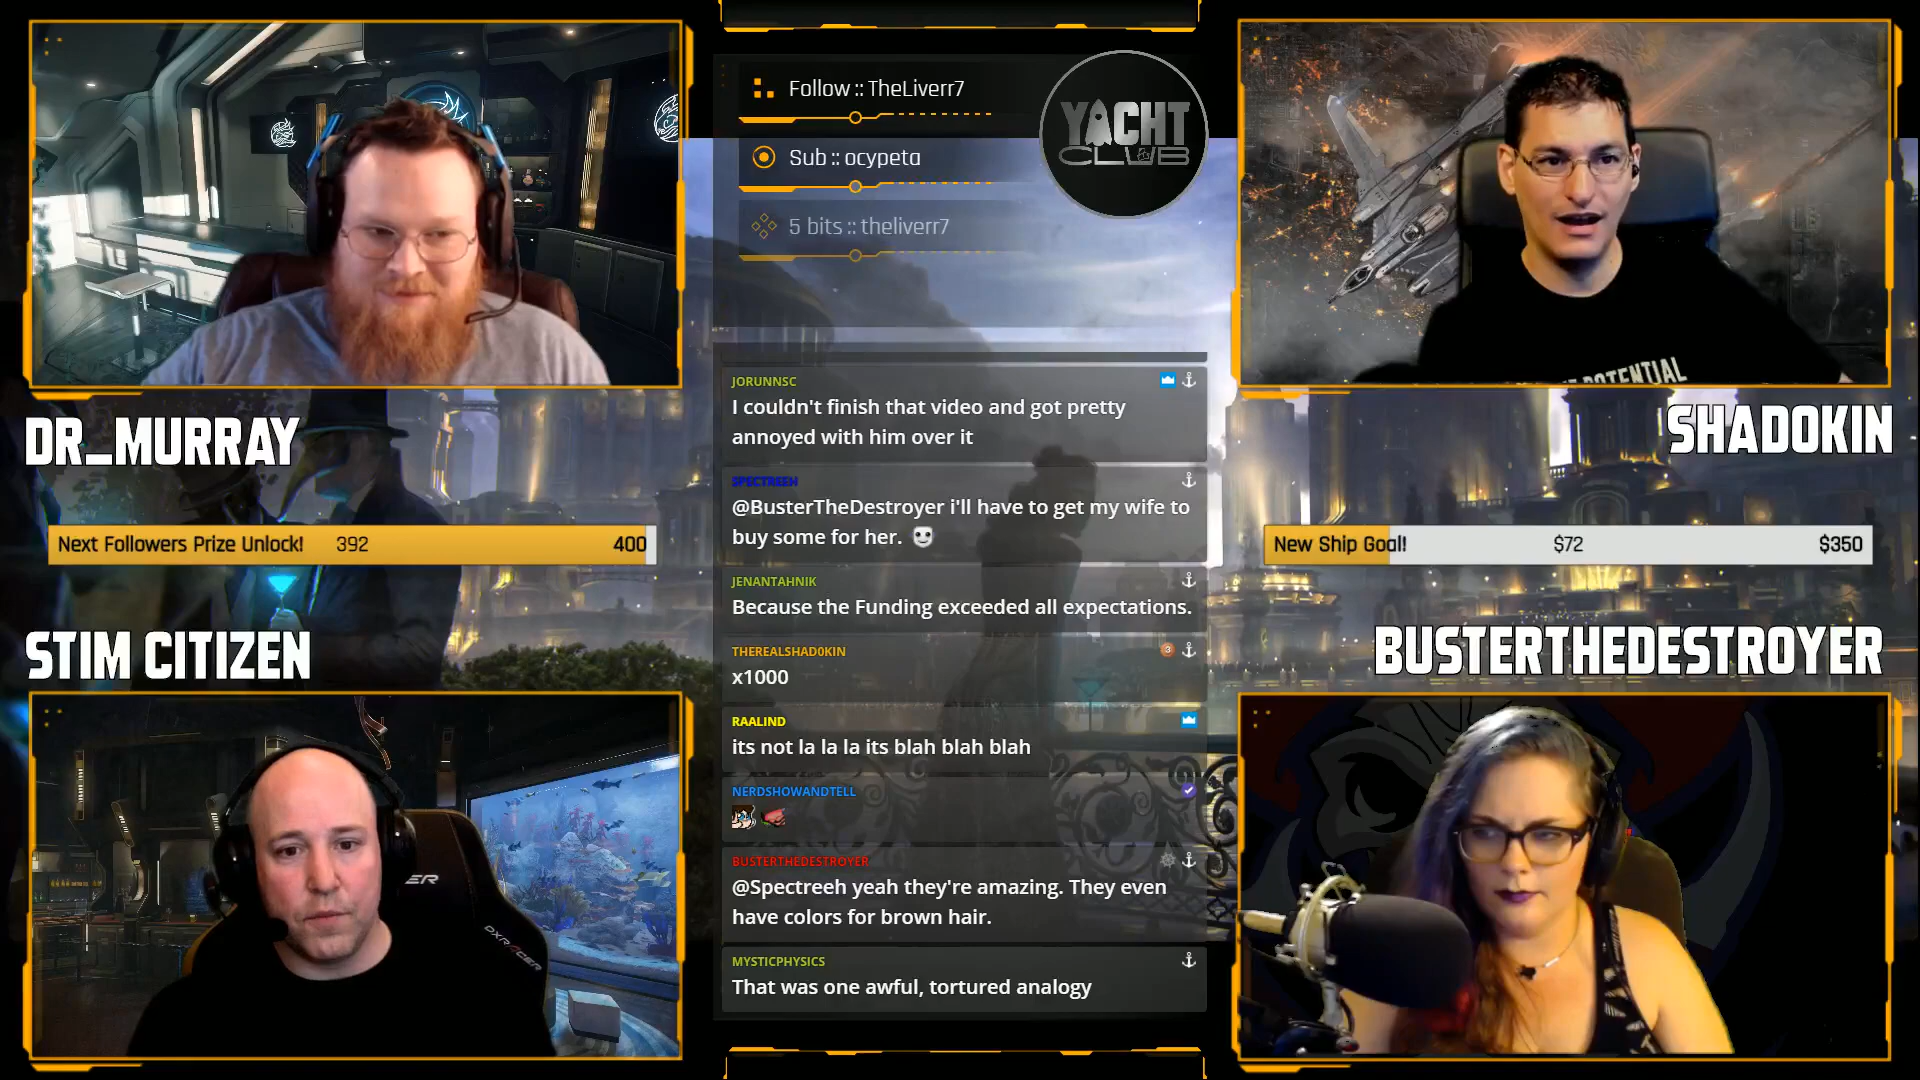 Follow :: TheLiverr7
Sub :: ocypeta
5 bits :: theliverr7
YACHT
CLUB
DR_MURRAY
Next Followers Prize Unlock! 392 400
STIM CITIZEN
JORUNNSC
I couldn't finish that video and got pretty
annoyed with him over it
SPECTREEH
@BusterTheDestroyer i'll have to get my wife to
buy some for her.
JENANTAHNIK
Because the Funding exceeded all expectations.
THEREALSHAD0KIN
3
x1000
RAALIND
its not la la la its blah blah blah
NERDSHOWANDTELL
BUSTERTHEDESTROYER
@Spectreeh yeah they're amazing. They even
have colors for brown hair.
MYSTICPHYSICS
That was one awful, tortured analogy
POTENTIAL
SHADOKIN
New Ship Goal! $72 $350
BUSTERTHEDESTROYER
ER
DXRACER